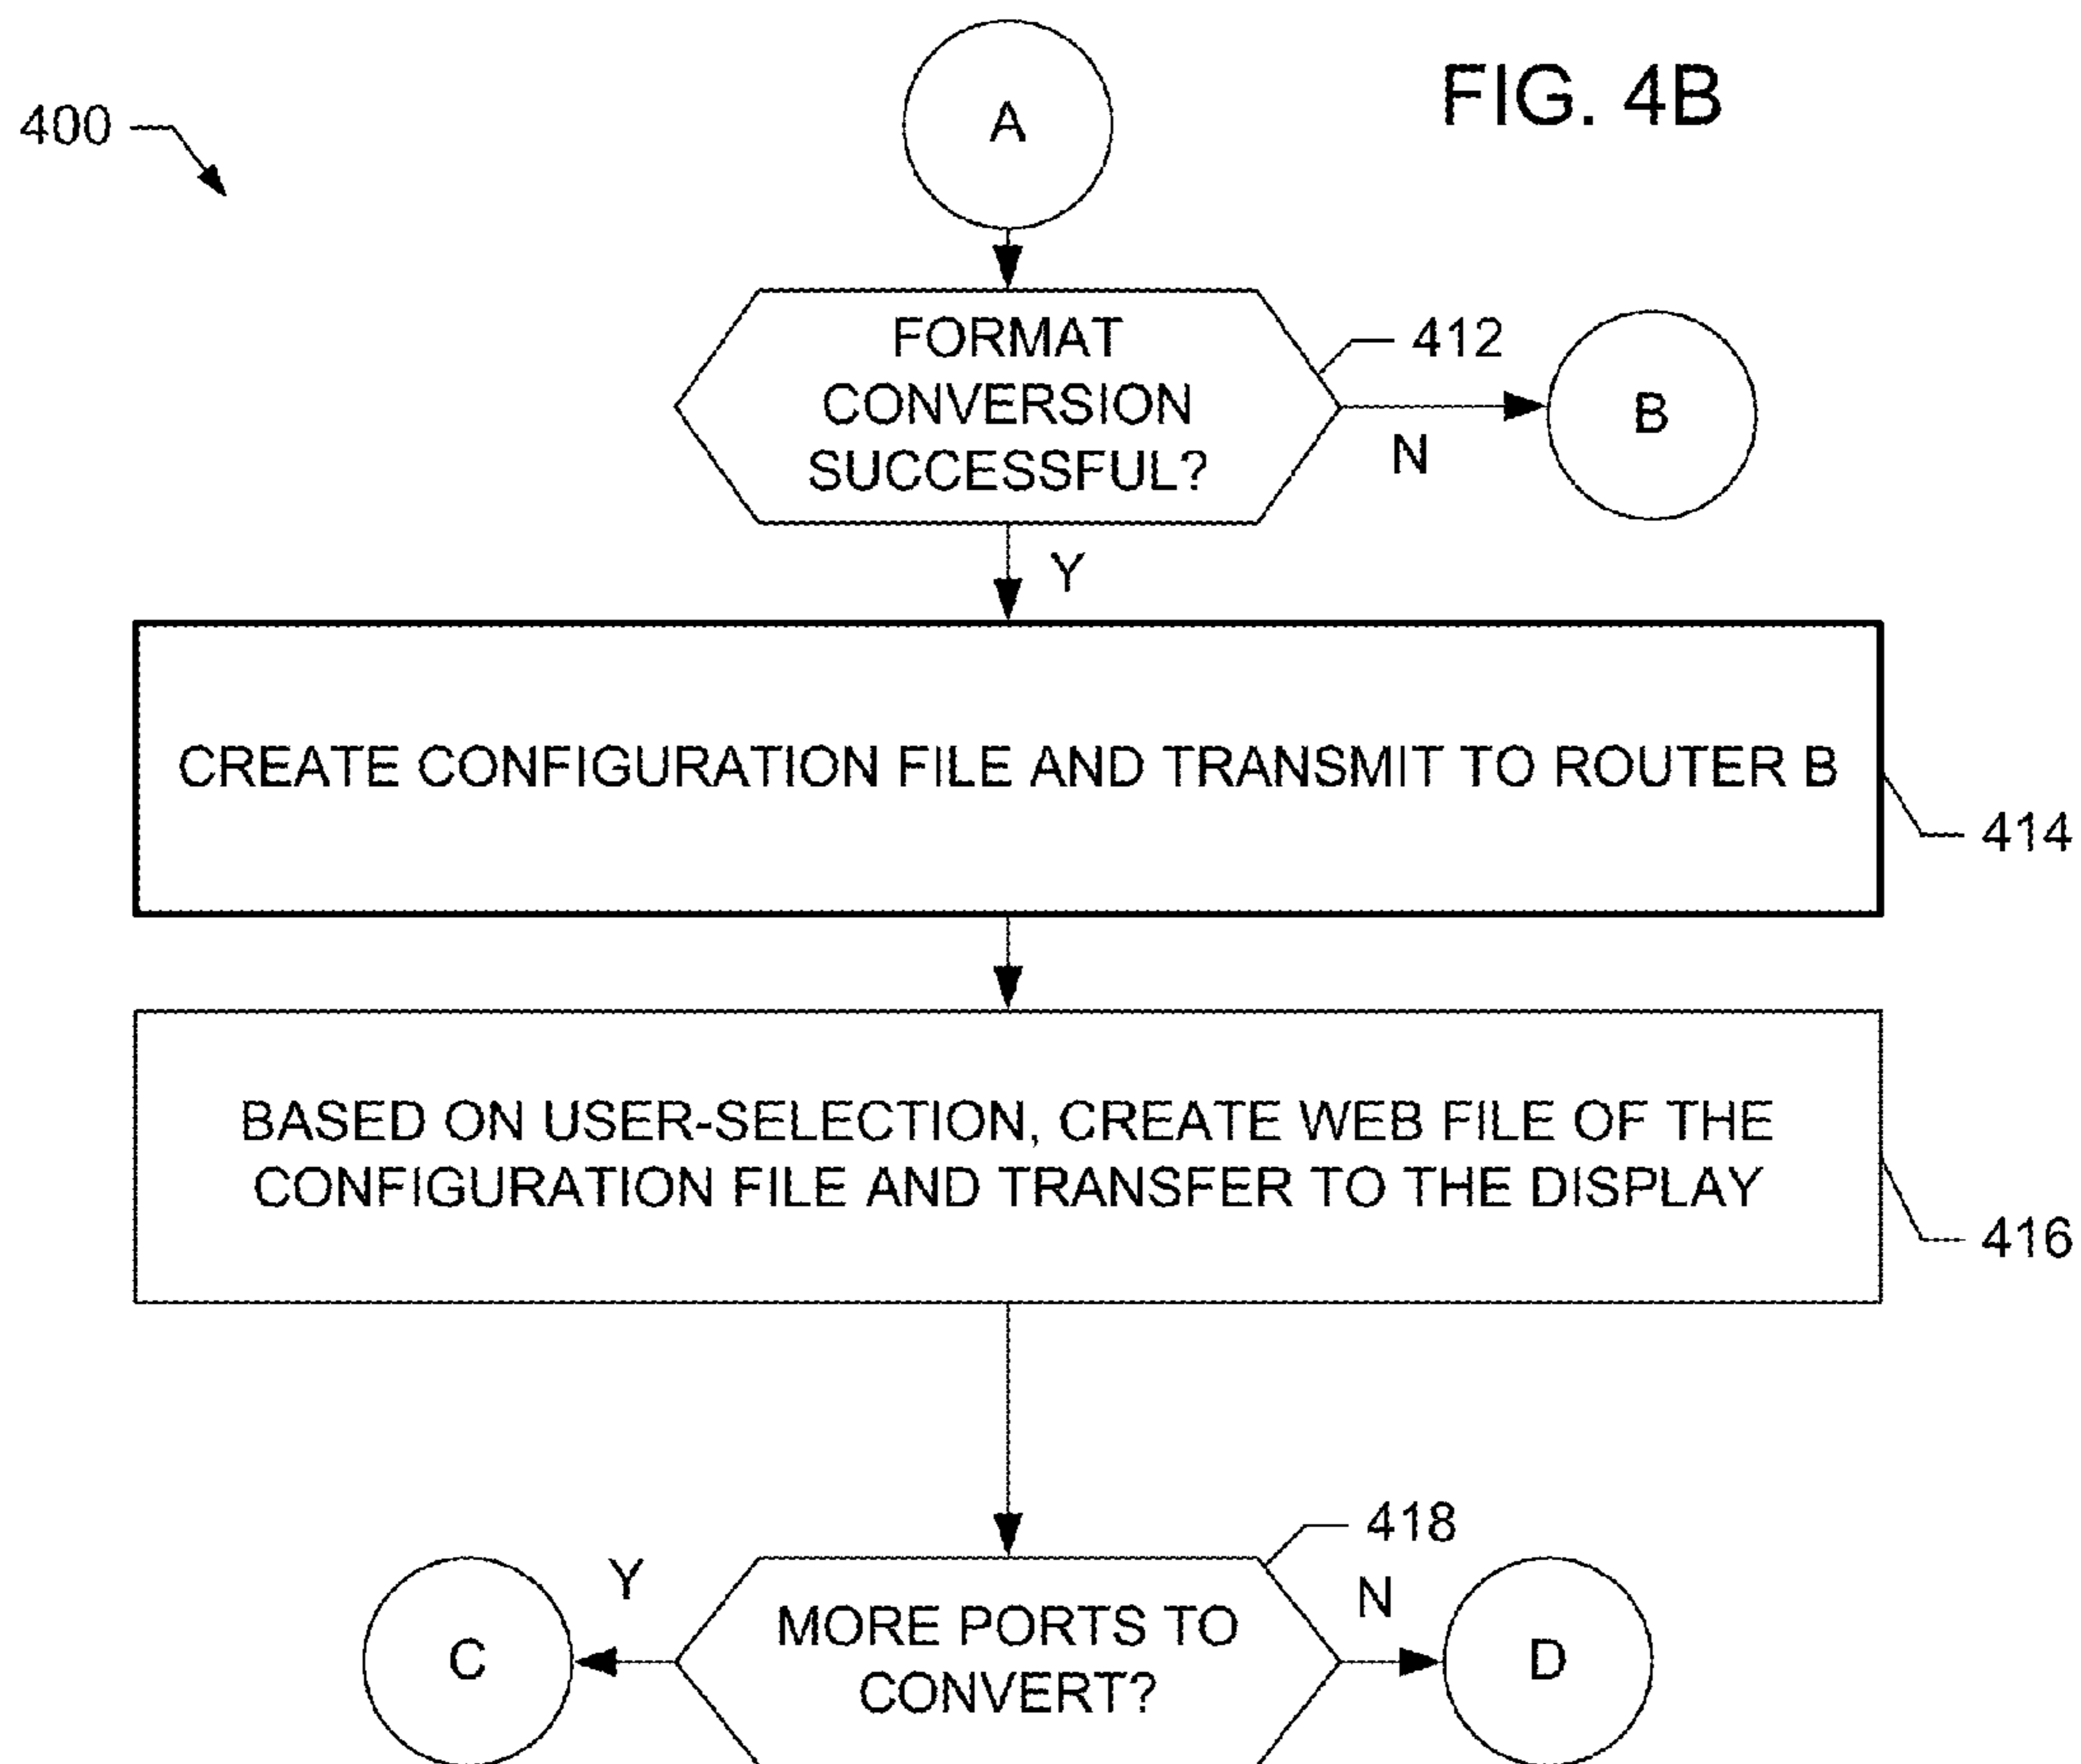 FIG. 4B
400
A
FORMAT
CONVERSION
SUCCESSFUL?
412
B
N
Y
CREATE CONFIGURATION FILE AND TRANSMIT TO ROUTER B
414
BASED ON USER-SELECTION, CREATE WEB FILE OF THE
CONFIGURATION FILE AND TRANSFER TO THE DISPLAY
416
418
Y
N
C
MORE PORTS TO
CONVERT?
D